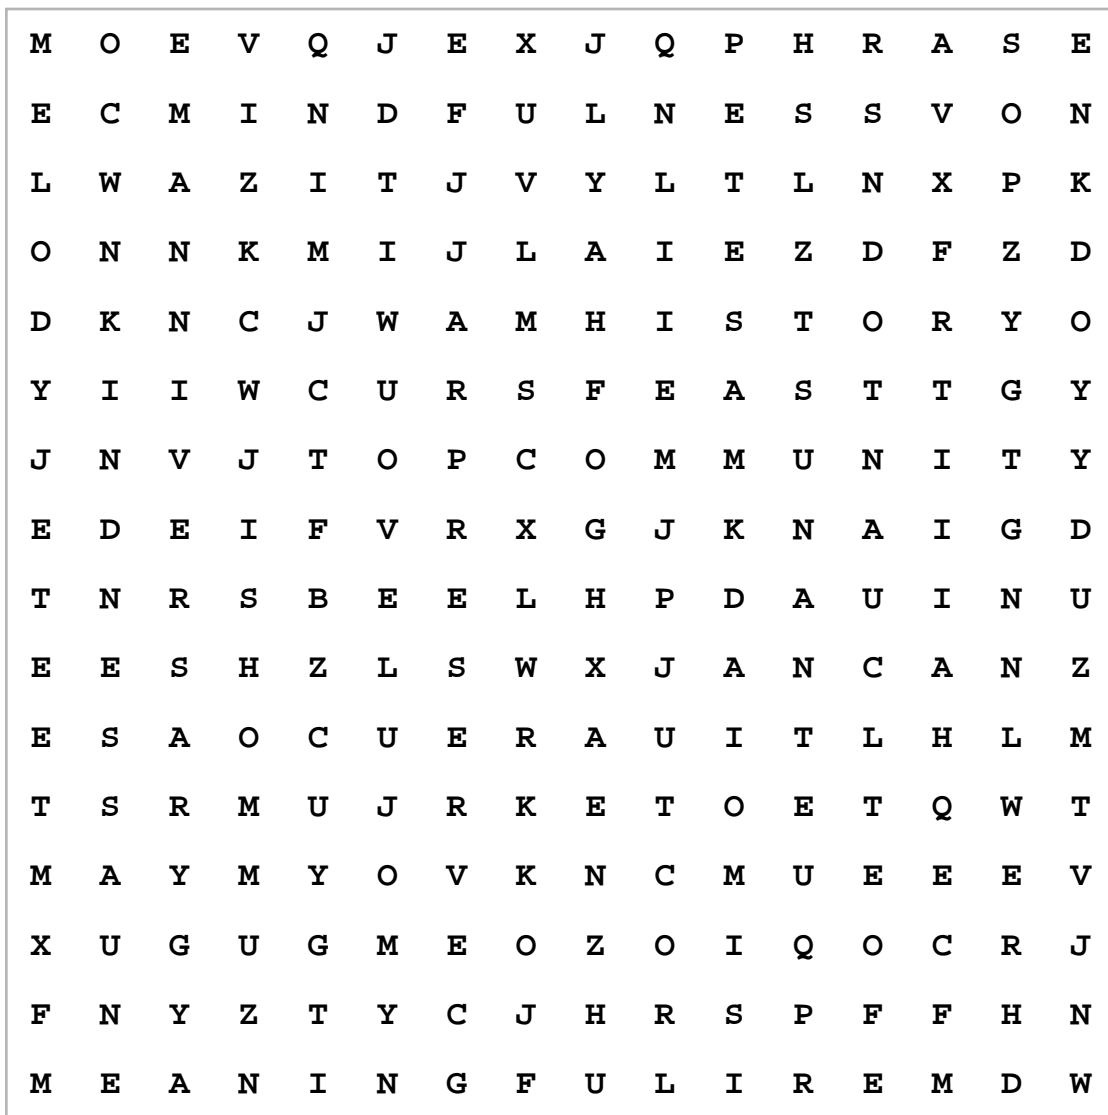 M O E V Q J E X J Q P H R A S E
E C M I N D F U L N E S S V O N
L W A Z I T J V Y L T L N X P K
O N N K M I J L A I E Z D F Z D
D K N C J W A M H I S T O R Y O
Y I I W C U R S F E A S T T G Y
J N V J T O P C O M M U N I T Y
E D E I F V R X G J K N A I G D
T N R S B E E L H P D A U I N U
E E S H Z L S W X J A N C A N Z
E S A O C U E R A U I T L H L M
T S R M U J R K E T O E T Q W T
M A Y M Y O V K N C M U E E E V
X U G U G M E O Z O I Q O C R J
F N Y Z T Y C J H R S P F F H N
M E A N I N G F U L I R E M D W